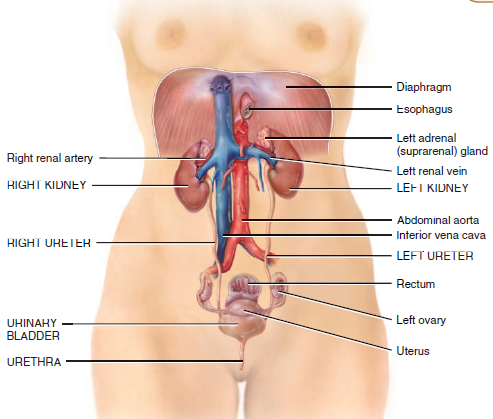 Diaphragm
Esophagus
Left adrenal
(suprarenal) gland
Right renal artery
Left renal vein
RIGHT KIDNEY
LEFT KIDNEY
Abdominal aorta
Inferior vena cava
RIGHT URETER
LEFT URETER
Rectum
Left ovary
URINARY
BLADDER
Uterus
URETHRA